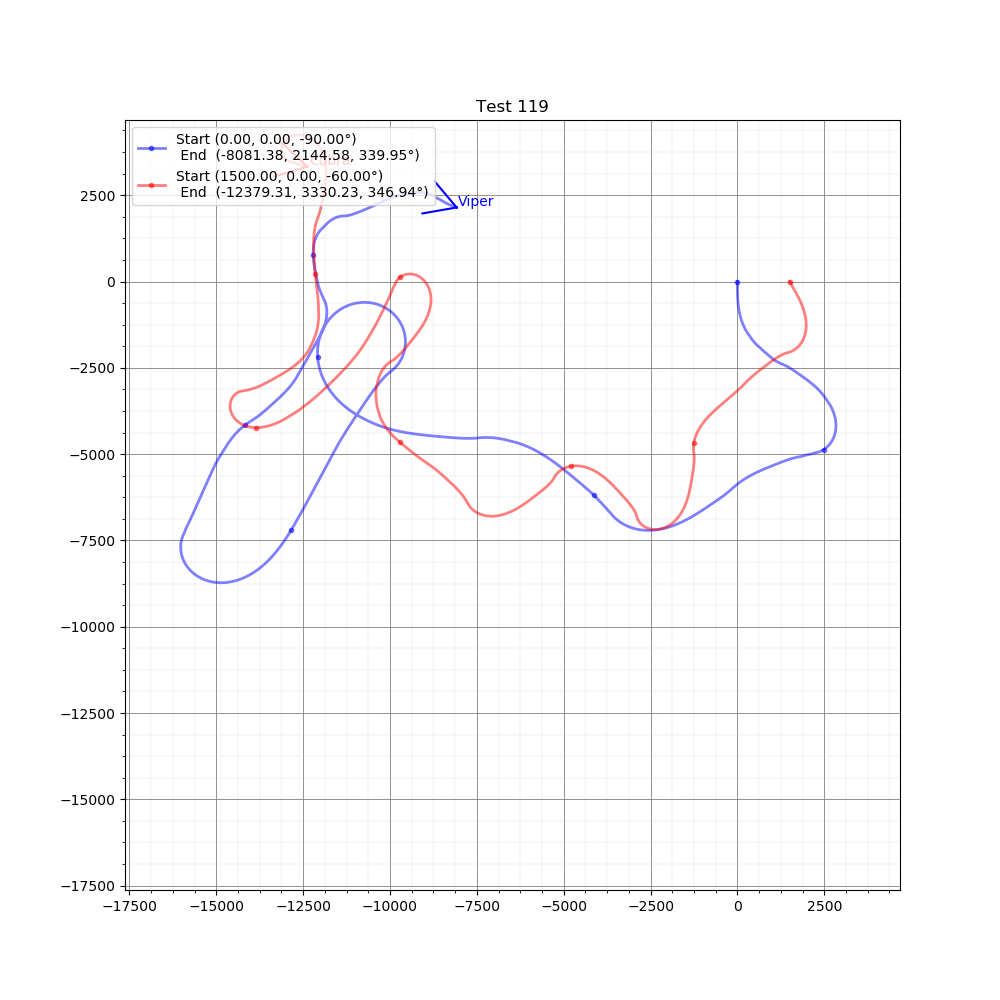 Test 119
Start (0.00, 0.00, -90.00°)
End  (-8081.38, 2144.58, 339.95°)
Start (1500.00, 0.00, -60.00°)
End  (-12379.31, 3330.23, 346.94°)
Cobra
Viper
2500
0
−2500
−5000
−7500
−10000
−12500
−15000
−17500
−17500
−15000
−12500
−10000
−7500
−5000
−2500
0
2500